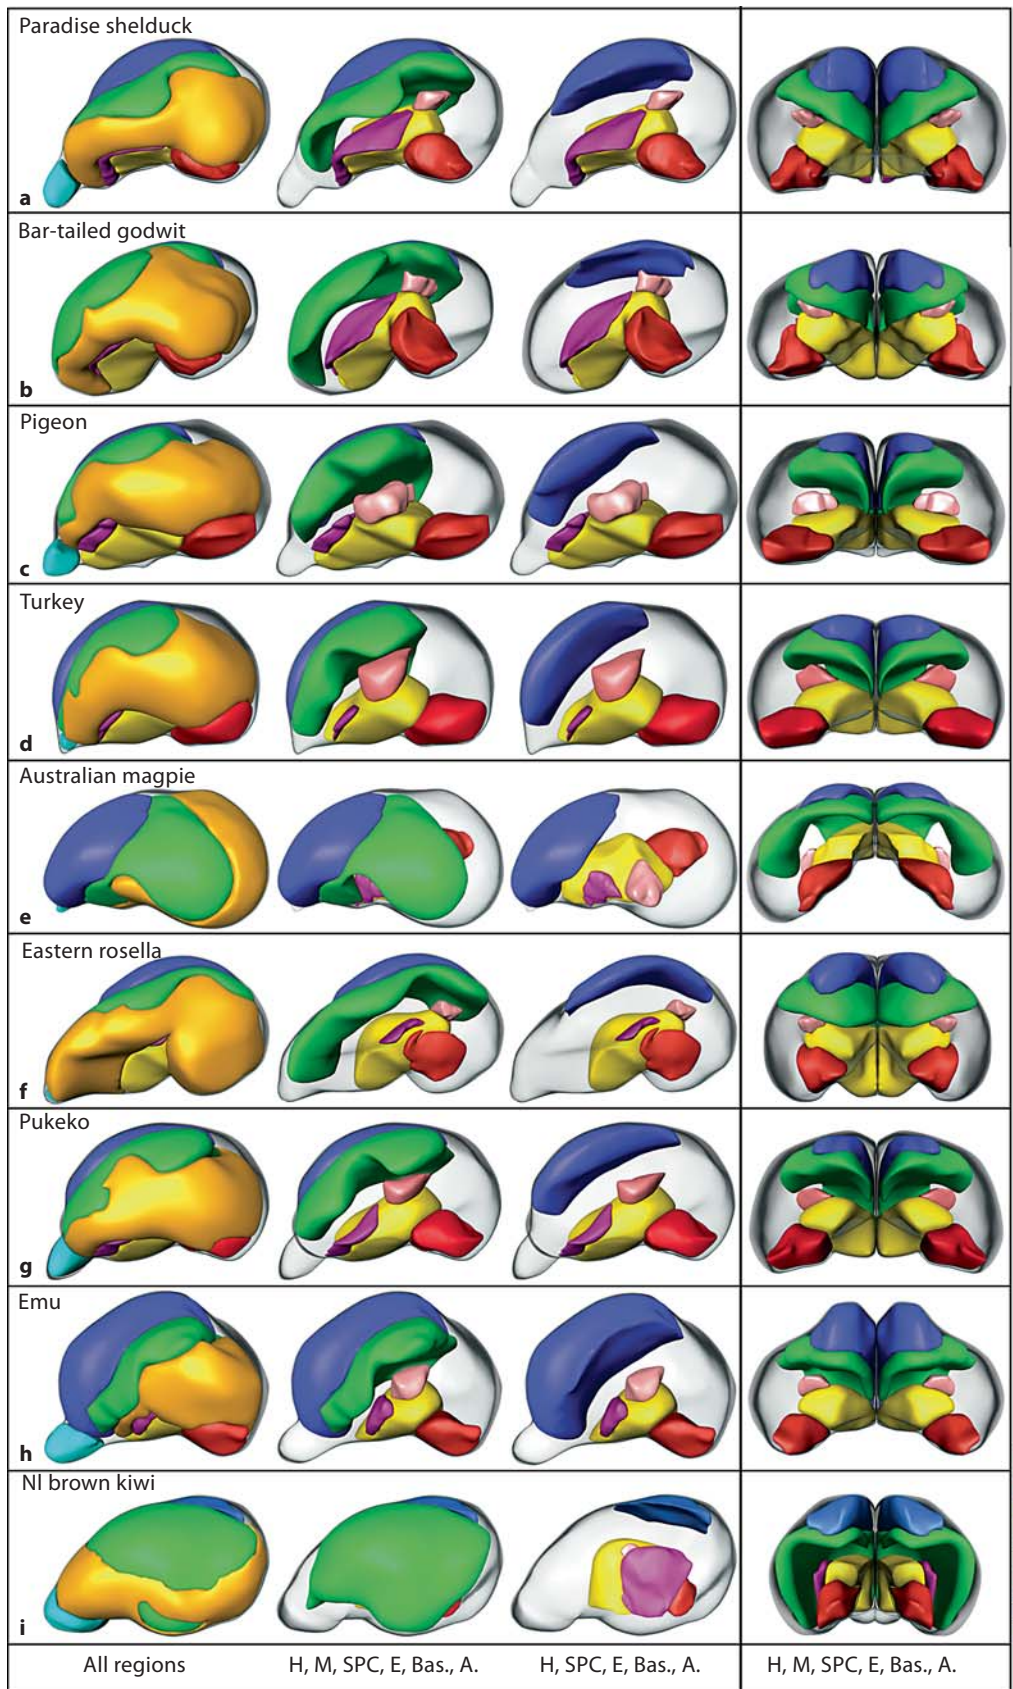 Paradise shelduck
a
Bar-tailed godwit
b
Pigeon
c
Turkey
d
Australian magpie
e
Eastern rosella
f
Pukeko
g
Emu
h
NI brown kiwi
i
All regions
H, M, SPC, E, Bas., A.
H, SPC, E, Bas., A.
H, M, SPC, E, Bas., A.